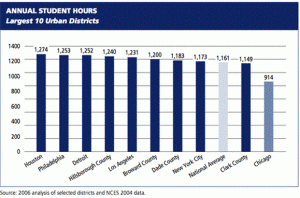 ANNUAL STUDENT HOURS
Largest 10 Urban Districts
1400
1200
1000
800
600
400
200
0
1,274
1,253
1,252
1,240
1,231
1,200
1,183
1,173
1,161
1,149
914
Houston
Philadelphia
Detroit
Hillsborough County
Los Angeles
Broward County
Dade County
New York City
National Average
Clark County
Chicago
Source: 2006 analysis of selected districts and NCES 2004 data.